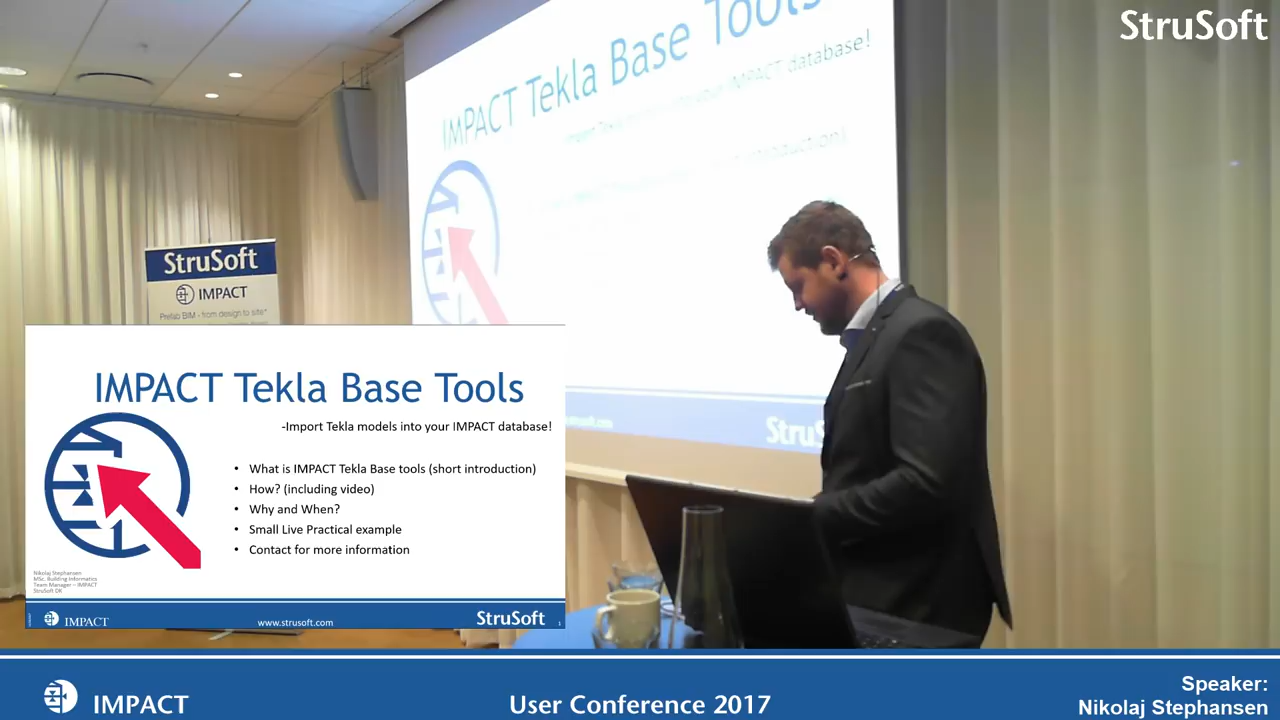 StruSoft
IMPACT Tekla Base Tools
database!
StruSoft
IMPACT
Prefab BIM - from design to site"
IMPACT Tekla Base Tools
-Import Tekla models into your IMPACT database!
• What is IMPACT Tekla Base tools (short introduction)
• How? (including video)
• Why and When?
• Small Live Practical example
• Contact for more information
Nikolaj Stephansen
MSc. Building Informatics
Team Manager – IMPACT
StruSoft DK
IMPACT
www.strusoft.com
StruSoft
1
IMPACT
User Conference 2017
Speaker:
Nikolaj Stephansen